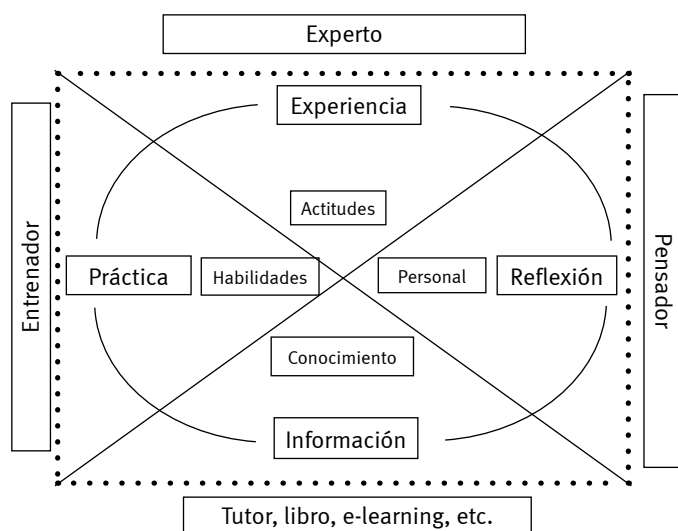 Experto
Experiencia
Actitudes
Entrenador
Práctica
Habilidades
Personal
Reflexión
Pensador
Conocimiento
Información
Tutor, libro, e-learning, etc.